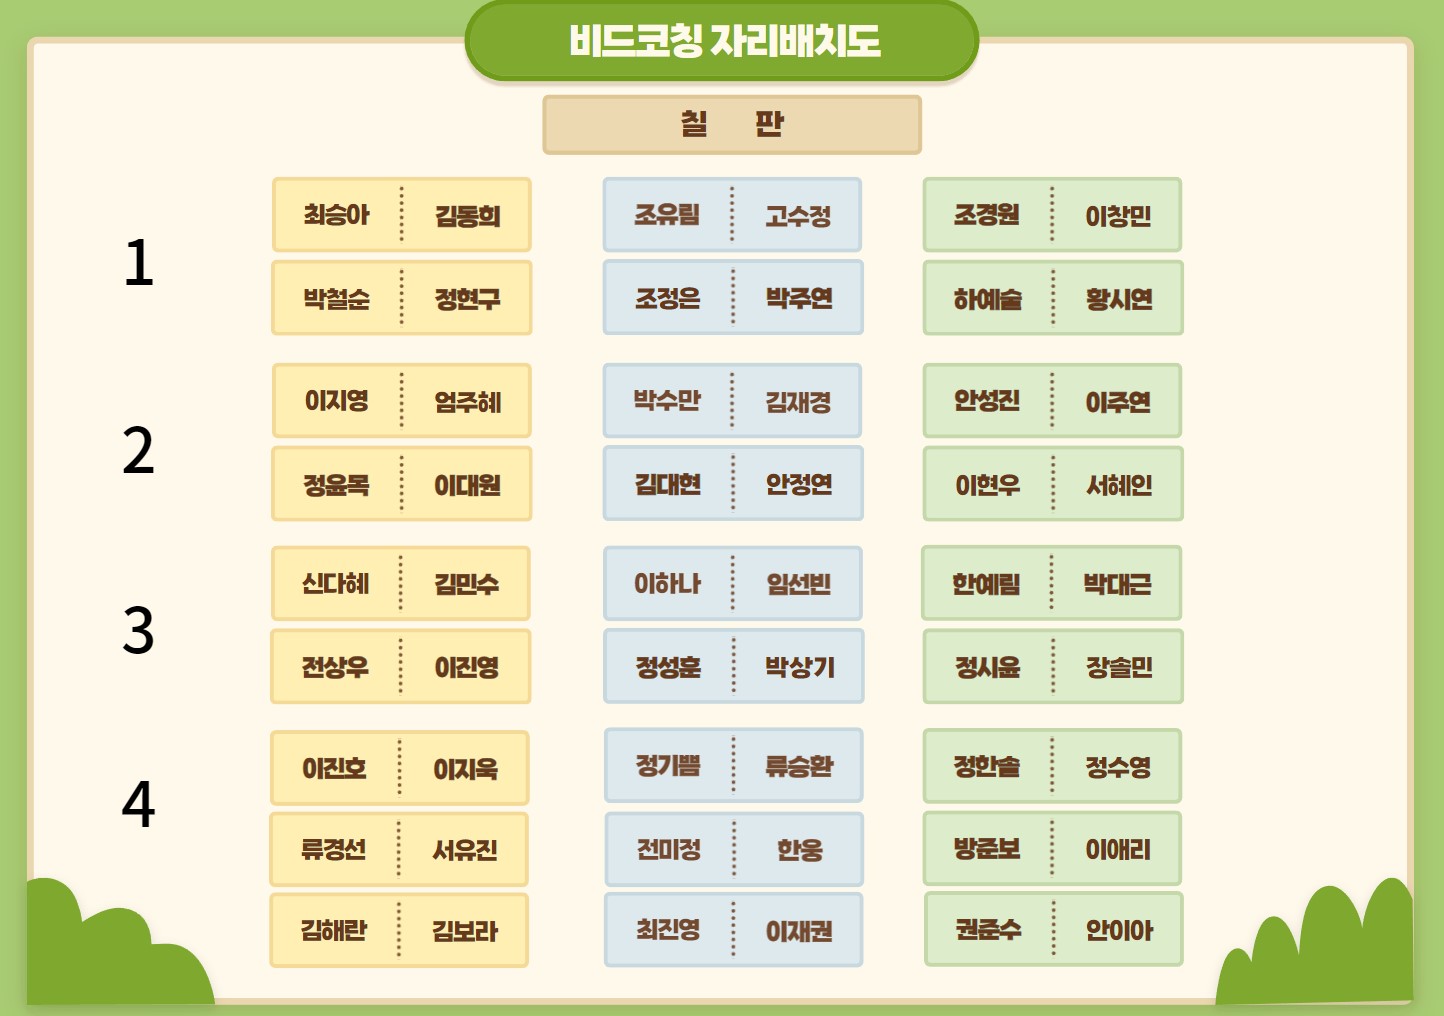 비드코칭 자리배치도
칠 판
최승아 김동희 조유림 고수정 조경원 이창민
1
박철순 정현구 조정은 박주연 하예술 황시연
이지영 엄주혜 박수만 김재경 안성진 이주연
2
정윤목 이대원 김대현 안정연 이현우 서혜인
신다혜 김민수 이하나 임선빈 한예림 박대근
3
전상우 이진영 정성훈 박상기 정시윤 장솔민
이진호 이지욱 정기쁨 류승환 정한솔 정수영
4
류경선 서유진 전미정 한웅 방준보 이애리
김해란 김보라 최진영 이재권 권준수 안이아